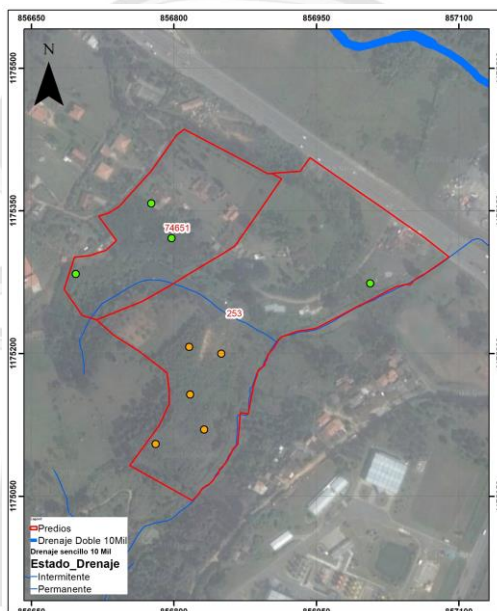 856650 856800 856950 857100
N
1175500
1175350
74651
253
1175200
1175050
Predios
Drenaje Doble 10Mil
Drenaje sencillo 10 Mil
Estado_Drenaje
Intermitente
Permanente
856650 856800 856950 857100